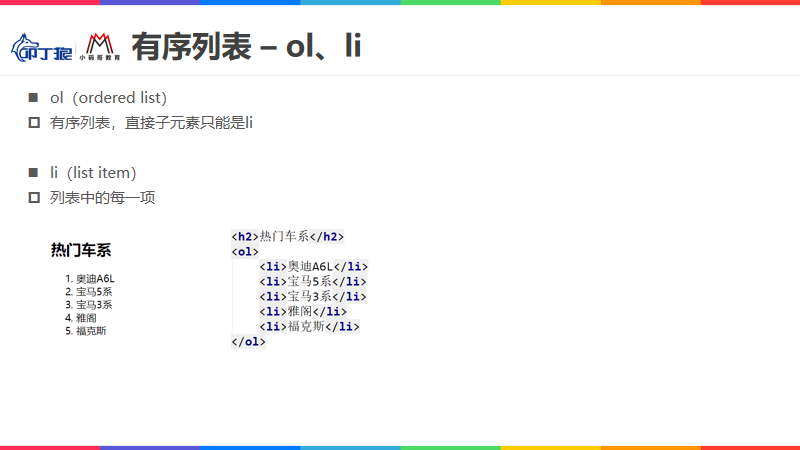 叩丁狼
小码哥教育
有序列表 – ol、li
ol（ordered list）
有序列表，直接子元素只能是li
li（list item）
列表中的每一项
热门车系
1. 奥迪A6L
2. 宝马5系
3. 宝马3系
4. 雅阁
5. 福克斯
<h2>热门车系</h2>
<ol>
<li>奥迪A6L</li>
<li>宝马5系</li>
<li>宝马3系</li>
<li>雅阁</li>
<li>福克斯</li>
</ol>